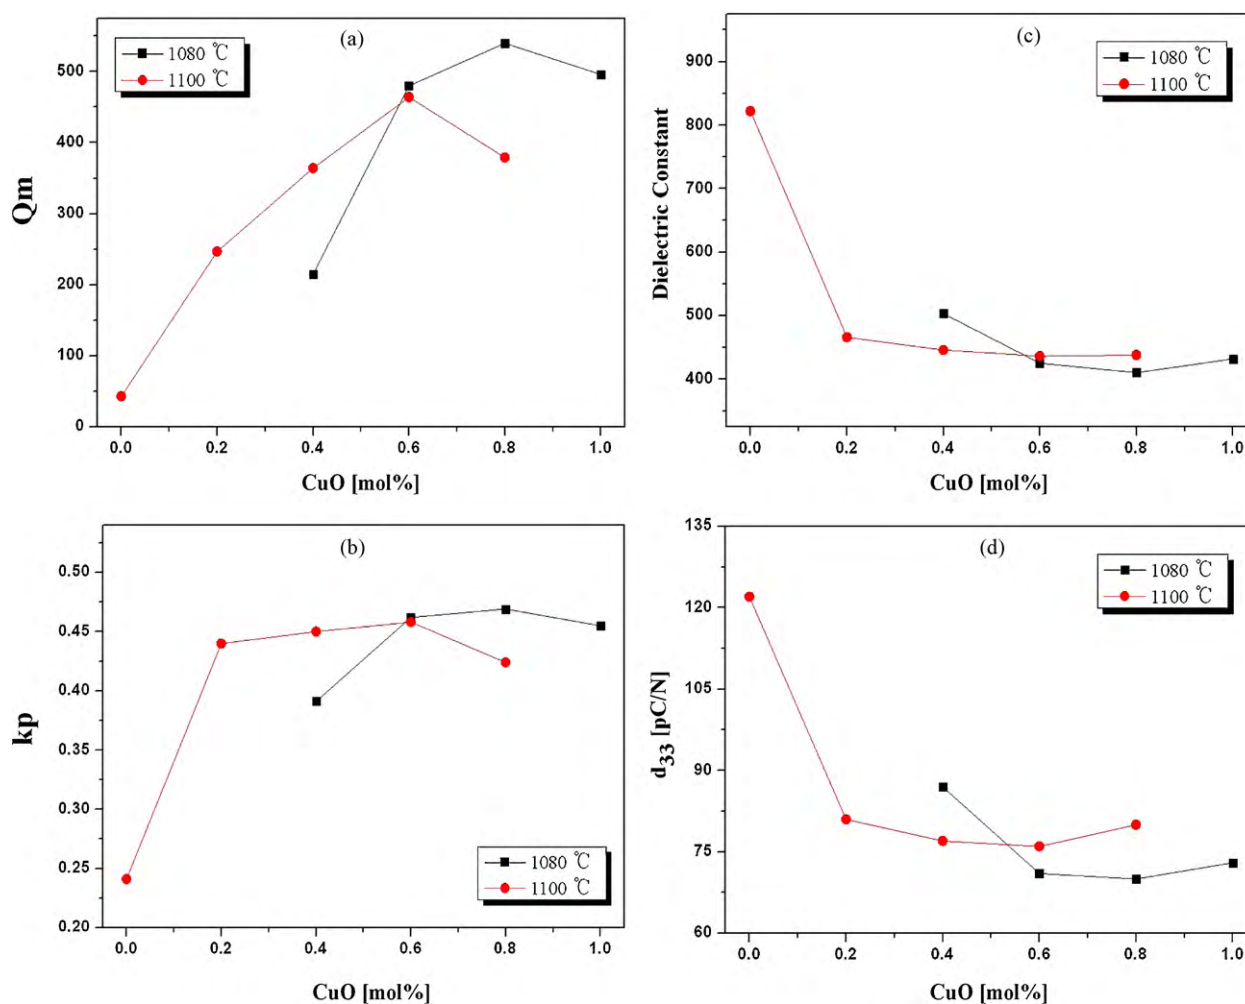 (a)
1080 ℃
1100 ℃
500
400
300
200
100
0
Qm
0.0 0.2 0.4 0.6 0.8 1.0
CuO [mol%]
(c)
1080 ℃
1100 ℃
900
800
700
600
500
400
Dielectric Constant
0.0 0.2 0.4 0.6 0.8 1.0
CuO [mol%]
(b)
0.50
0.45
0.40
0.35
0.30
0.25
0.20
kp
1080 ℃
1100 ℃
0.0 0.2 0.4 0.6 0.8 1.0
CuO [mol%]
(d)
1080 ℃
1100 ℃
135
120
105
90
75
60
d33 [pC/N]
0.0 0.2 0.4 0.6 0.8 1.0
CuO [mol%]